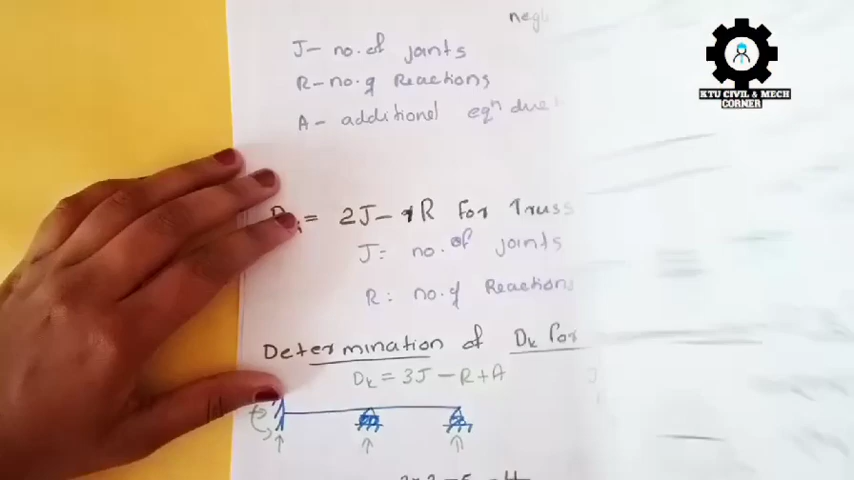 J- no.of joints
R-no.of Reactions
A- additional eqn due
= 2J- R For Truss
J= no.of joints
R: no.of Reactions
Determination of Dk For
Dk = 3J-R+A
KTU CIVIL & MECH
CORNER